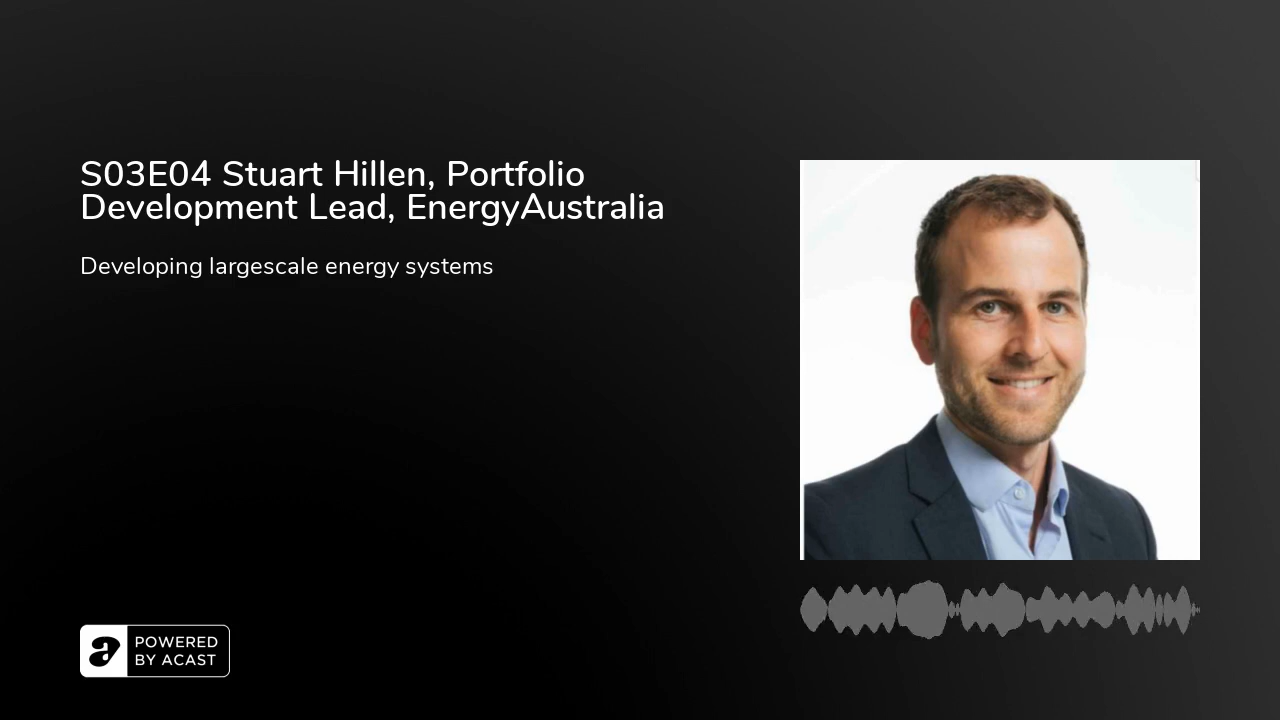 S03E04 Stuart Hillen, Portfolio
Development Lead, EnergyAustralia
Developing largescale energy systems
POWERED
BY ACAST